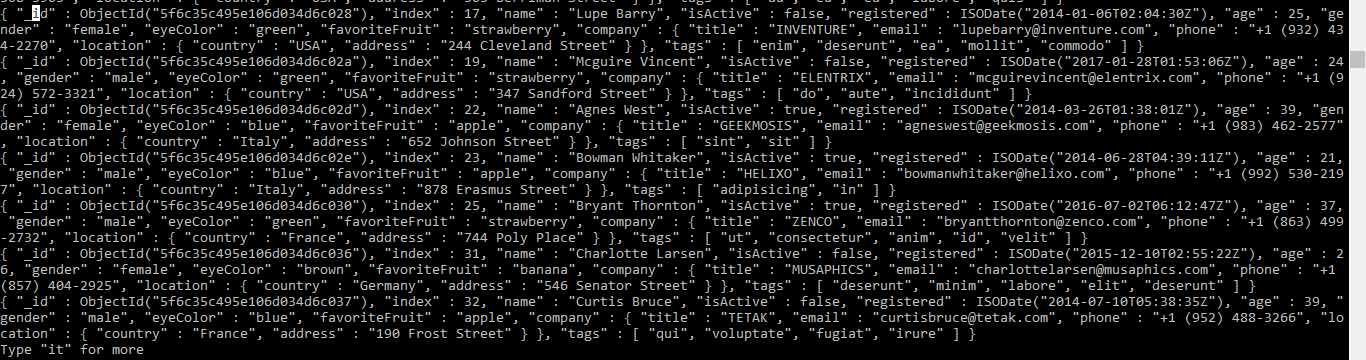 { "_id" : ObjectId("5f6c35c495e106d034d6c028"), "index" : 17, "name" : "Lupe Barry", "isActive" : false, "registered" : ISODate("2014-01-06T02:04:30Z"), "age" : 25, "ge
nder" : "female", "eyeColor" : "green", "favoriteFruit" : "strawberry", "company" : { "title" : "INVENTURE", "email" : "lupebarry@inventure.com", "phone" : "+1 (932) 43
4-2270", "location" : { "country" : "USA", "address" : "244 Cleveland Street" } }, "tags" : [ "enim", "deserunt", "ea", "mollit", "commodo" ] }
{ "_id" : ObjectId("5f6c35c495e106d034d6c02a"), "index" : 19, "name" : "Mcguire Vincent", "isActive" : false, "registered" : ISODate("2017-01-28T01:53:06Z"), "age" : 24
, "gender" : "male", "eyeColor" : "green", "favoriteFruit" : "strawberry", "company" : { "title" : "ELENTRIX", "email" : "mcguirevincent@elentrix.com", "phone" : "+1 (9
24) 572-3321", "location" : { "country" : "USA", "address" : "347 Sandford Street" } }, "tags" : [ "do", "aute", "incididunt" ] }
{ "_id" : ObjectId("5f6c35c495e106d034d6c02d"), "index" : 22, "name" : "Agnes West", "isActive" : true, "registered" : ISODate("2014-03-26T01:38:01Z"), "age" : 39, "gen
der" : "female", "eyeColor" : "blue", "favoriteFruit" : "apple", "company" : { "title" : "GEEKMOSIS", "email" : "agneswest@geekmosis.com", "phone" : "+1 (983) 462-2577"
, "location" : { "country" : "Italy", "address" : "652 Johnson Street" } }, "tags" : [ "sint", "sit" ] }
{ "_id" : ObjectId("5f6c35c495e106d034d6c02e"), "index" : 23, "name" : "Bowman Whitaker", "isActive" : true, "registered" : ISODate("2014-06-28T04:39:11Z"), "age" : 21,
"gender" : "male", "eyeColor" : "blue", "favoriteFruit" : "apple", "company" : { "title" : "HELIXO", "email" : "bowmanwhitaker@helixo.com", "phone" : "+1 (992) 530-219
7", "location" : { "country" : "Italy", "address" : "878 Erasmus Street" } }, "tags" : [ "adipisicing", "in" ] }
{ "_id" : ObjectId("5f6c35c495e106d034d6c030"), "index" : 25, "name" : "Bryant Thornton", "isActive" : true, "registered" : ISODate("2016-07-02T06:12:47Z"), "age" : 37,
"gender" : "male", "eyeColor" : "green", "favoriteFruit" : "strawberry", "company" : { "title" : "ZENCO", "email" : "bryantthornton@zenco.com", "phone" : "+1 (863) 499
-2732", "location" : { "country" : "France", "address" : "744 Poly Place" } }, "tags" : [ "ut", "consectetur", "anim", "id", "velit" ] }
{ "_id" : ObjectId("5f6c35c495e106d034d6c036"), "index" : 31, "name" : "Charlotte Larsen", "isActive" : false, "registered" : ISODate("2015-12-10T02:55:22Z"), "age" : 2
6, "gender" : "female", "eyeColor" : "brown", "favoriteFruit" : "banana", "company" : { "title" : "MUSAPHICS", "email" : "charlottelarsen@musaphics.com", "phone" : "+1
(857) 404-2925", "location" : { "country" : "Germany", "address" : "546 Senator Street" } }, "tags" : [ "deserunt", "minim", "labore", "elit", "deserunt" ] }
{ "_id" : ObjectId("5f6c35c495e106d034d6c037"), "index" : 32, "name" : "Curtis Bruce", "isActive" : false, "registered" : ISODate("2014-07-10T05:38:35Z"), "age" : 39, "
gender" : "male", "eyeColor" : "blue", "favoriteFruit" : "apple", "company" : { "title" : "TETAK", "email" : "curtisbruce@tetak.com", "phone" : "+1 (952) 488-3266", "lo
cation" : { "country" : "France", "address" : "190 Frost Street" } }, "tags" : [ "qui", "voluptate", "fugiat", "irure" ] }
Type "it" for more